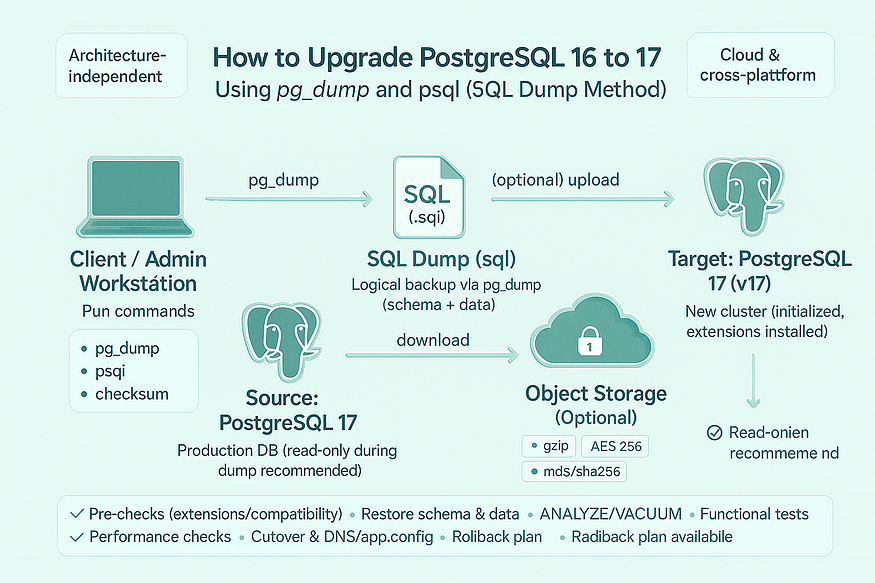 Architecture-
independent
How to Upgrade PostgreSQL 16 to 17
Using pg_dump and psql (SQL Dump Method)
Cloud &
cross-plattform
pg_dump
SQL
(.sqi)
(optional) upload
Client / Admin
Workstátion
Pun commands
• pg_dump
• psqi
• checksum
SQL Dump (sql)
Logical backup vla pg_dump
(schema + data)
Target: PostgreSQL
17 (v17)
New cluster (initialized,
extensions installed)
Source:
PostgreSQL 17
Production DB (read-only during
dump recommended)
download
1
Object Storage
(Optional)
• gzip
AES 256
• mds/sha256
Read-onien
recommeme nd
✓ Pre-checks (extensions/compatibility) • Restore schema & data • ANALYZE/VACUUM • Functional tests
✓ Performance checks • Cutover & DNS/app.config • Roliback plan • Radiback plan availabile